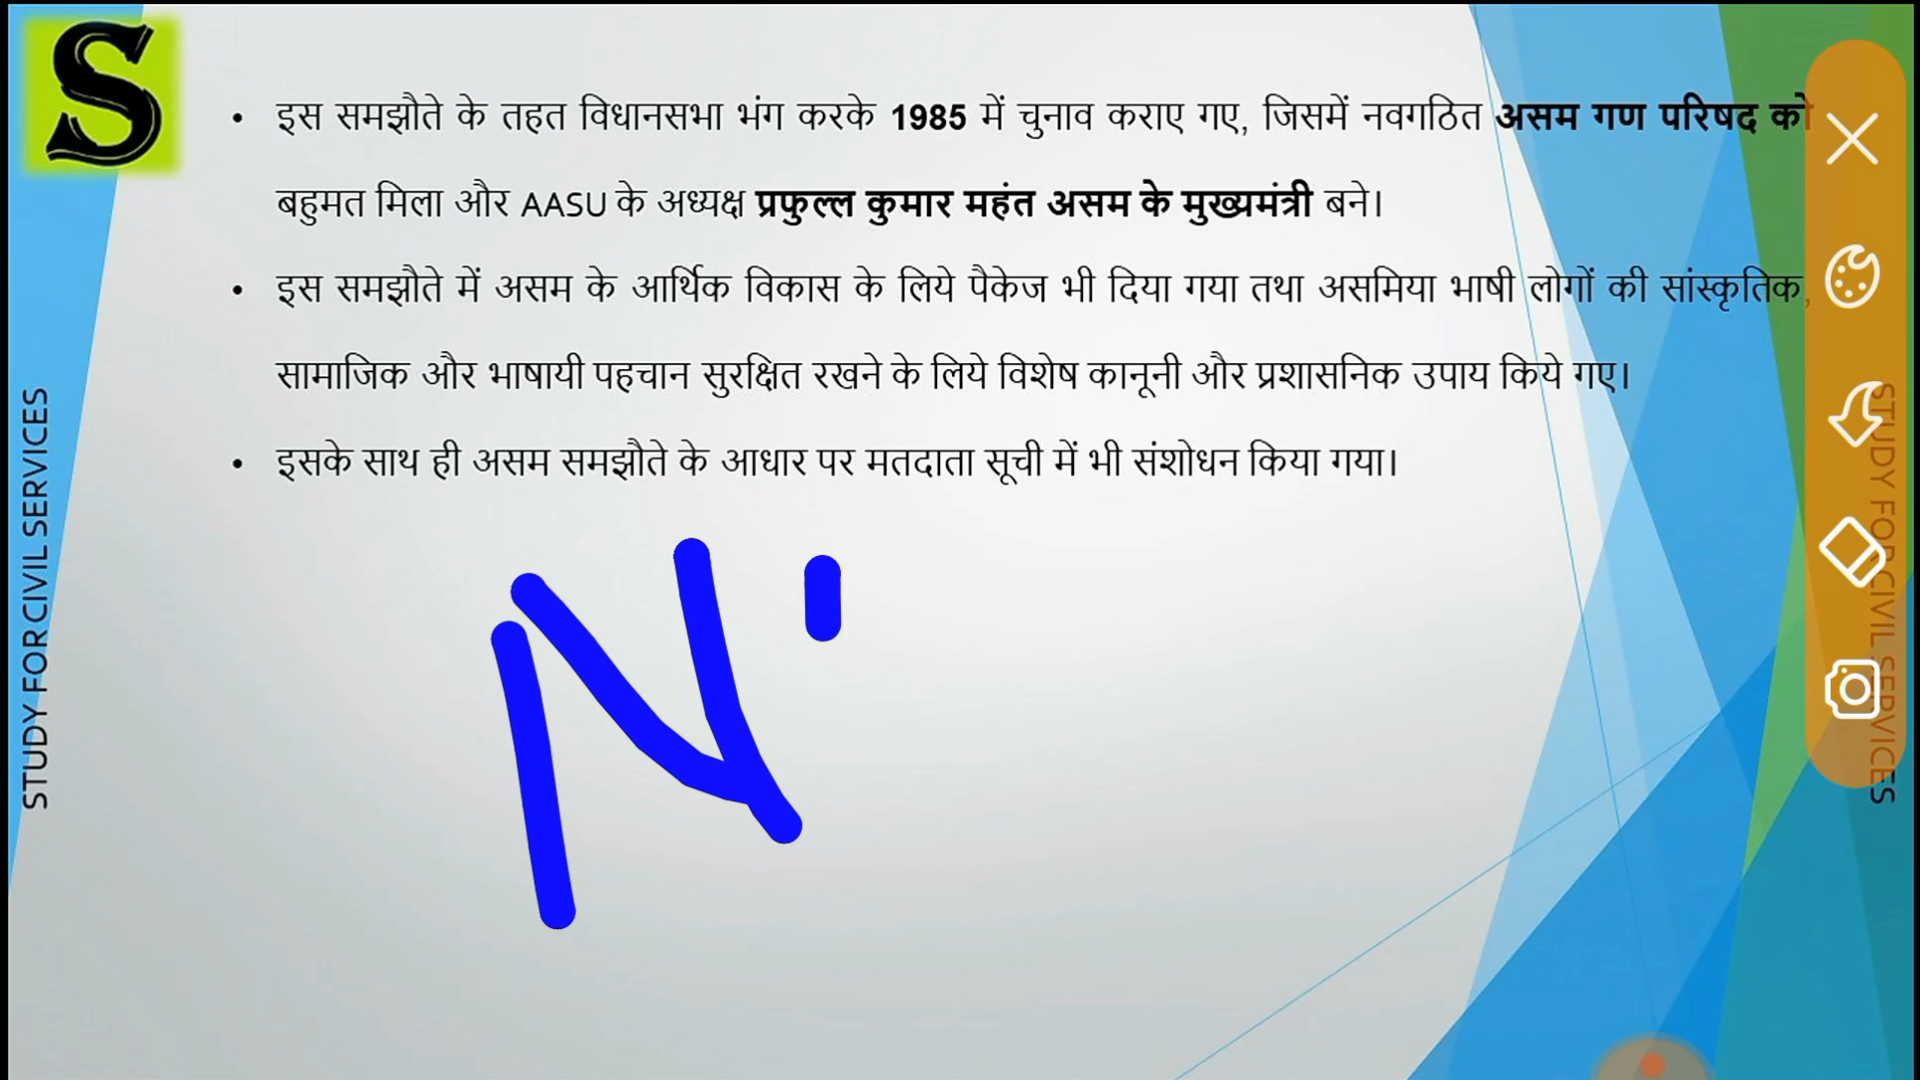 S
इस समझौते के तहत विधानसभा भंग करके 1985 में चुनाव कराए गए, जिसमें नवगठित असम गण परिषद को
बहुमत मिला और AASU के अध्यक्ष प्रफुल्ल कुमार महंत असम के मुख्यमंत्री बने।
इस समझौते में असम के आर्थिक विकास के लिये पैकेज भी दिया गया तथा असमिया भाषी लोगों की सांस्कृतिक,
सामाजिक और भाषायी पहचान सुरक्षित रखने के लिये विशेष कानूनी और प्रशासनिक उपाय किये गए।
इसके साथ ही असम समझौते के आधार पर मतदाता सूची में भी संशोधन किया गया।
N'
STUDY FOR CIVIL SERVICES
STUDY FOR CIVIL SERVICES